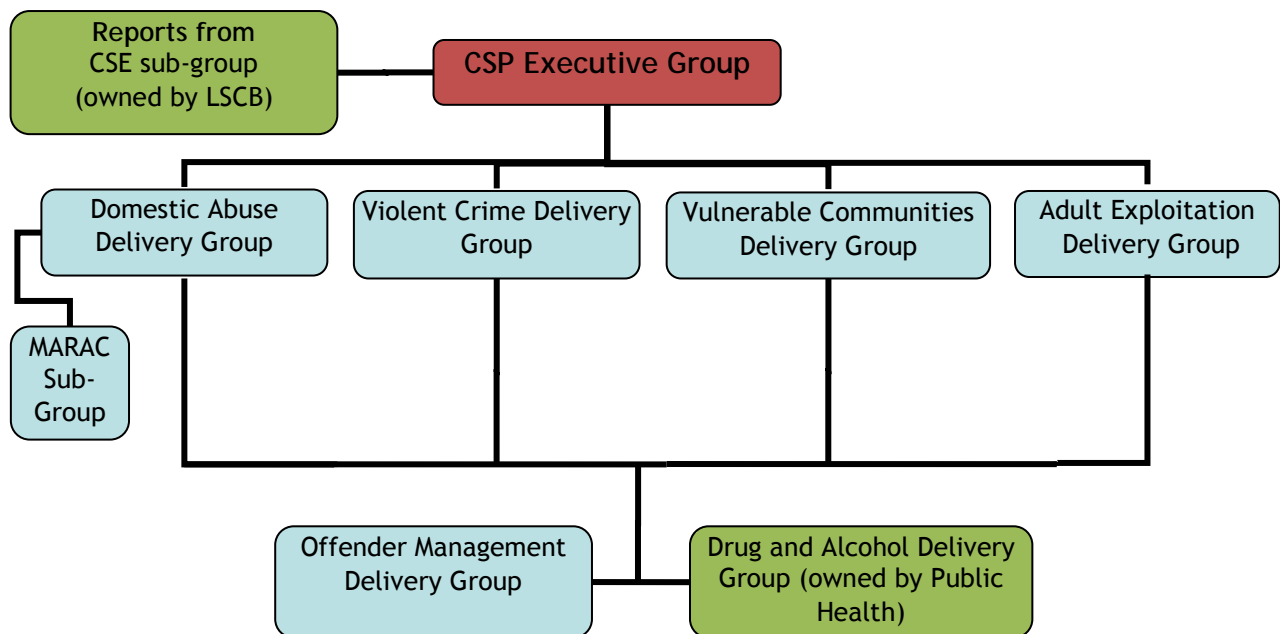 Reports from
CSE sub-group
(owned by LSCB)
CSP Executive Group
Domestic Abuse
Delivery Group
Violent Crime Delivery
Group
Vulnerable Communities
Delivery Group
Adult Exploitation
Delivery Group
MARAC
Sub-
Group
Offender Management
Delivery Group
Drug and Alcohol Delivery
Group (owned by Public
Health)